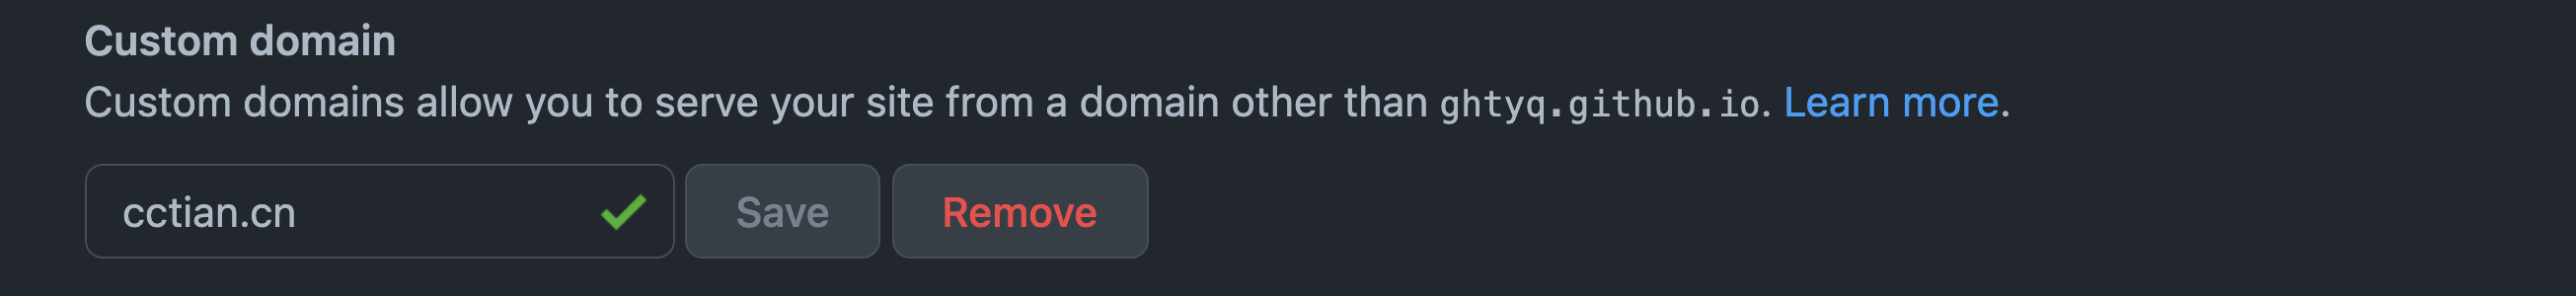 Custom domain
Custom domains allow you to serve your site from a domain other than ghtyq.github.io. Learn more.
cctian.cn Save Remove